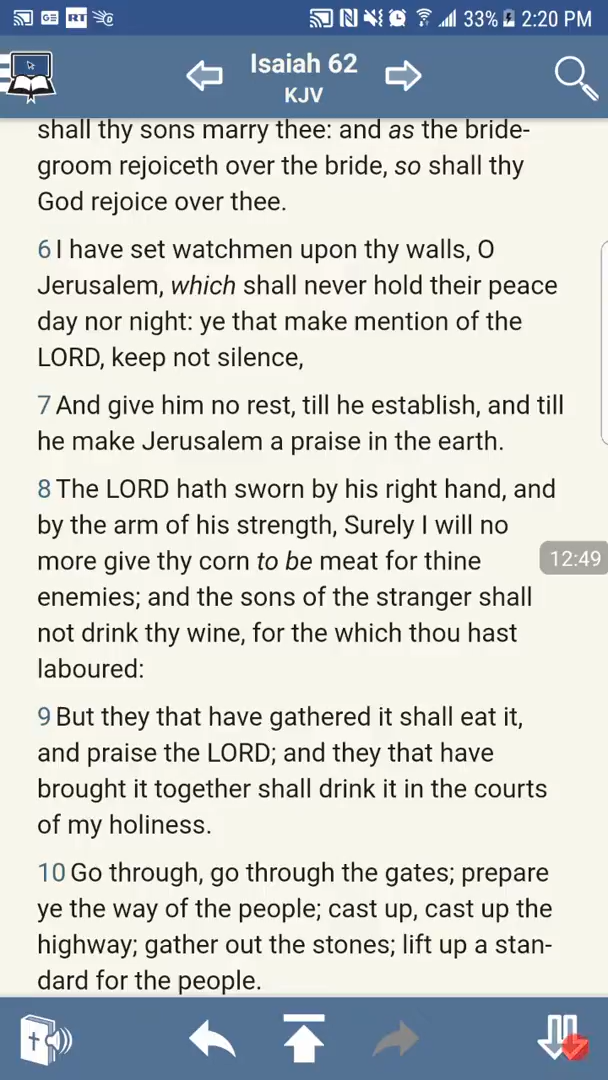 GE RT 33% 2:20 PM
Isaiah 62
KJV
shall thy sons marry thee: and as the bride-
groom rejoiceth over the bride, so shall thy
God rejoice over thee.
6 I have set watchmen upon thy walls, O
Jerusalem, which shall never hold their peace
day nor night: ye that make mention of the
LORD, keep not silence,
7 And give him no rest, till he establish, and till
he make Jerusalem a praise in the earth.
8 The LORD hath sworn by his right hand, and
by the arm of his strength, Surely I will no
more give thy corn to be meat for thine
12:49
enemies; and the sons of the stranger shall
not drink thy wine, for the which thou hast
laboured:
9 But they that have gathered it shall eat it,
and praise the LORD; and they that have
brought it together shall drink it in the courts
of my holiness.
10 Go through, go through the gates; prepare
ye the way of the people; cast up, cast up the
highway; gather out the stones; lift up a stan-
dard for the people.